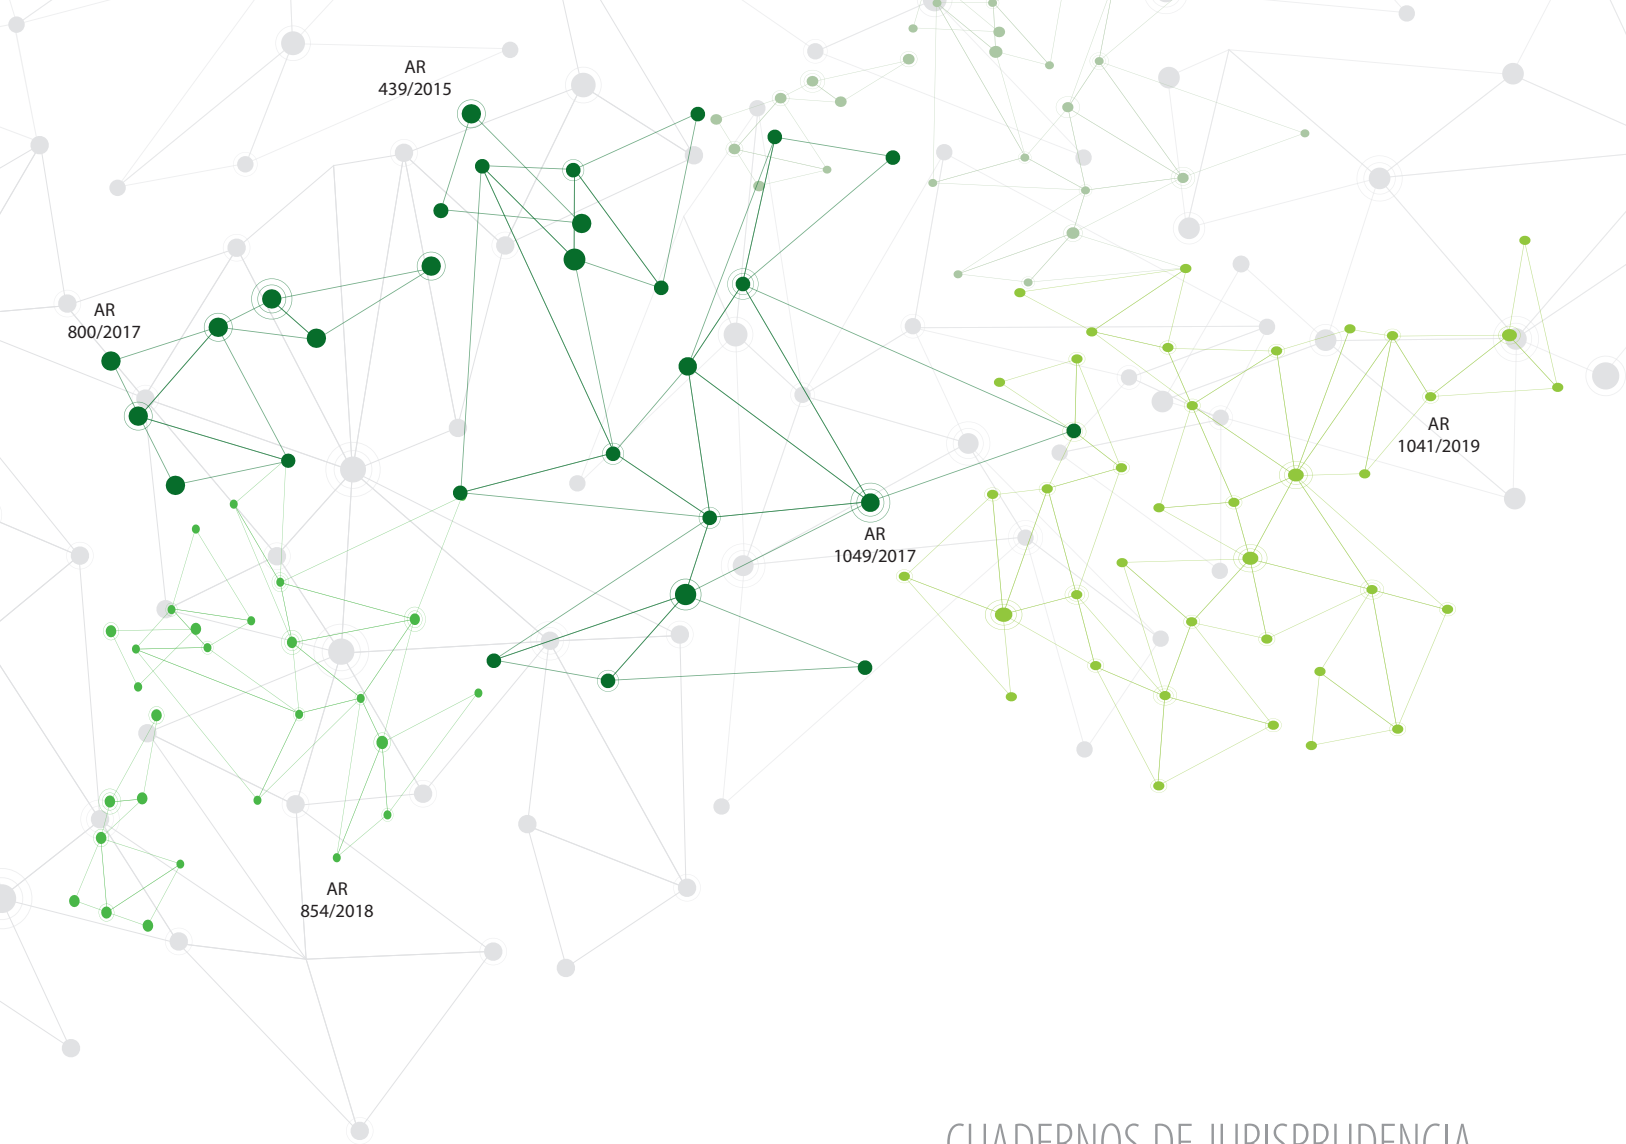 AR
439/2015
AR
800/2017
AR
1041/2019
AR
1049/2017
AR
854/2018
CUADERNOS DE JURISPRUDENCIA